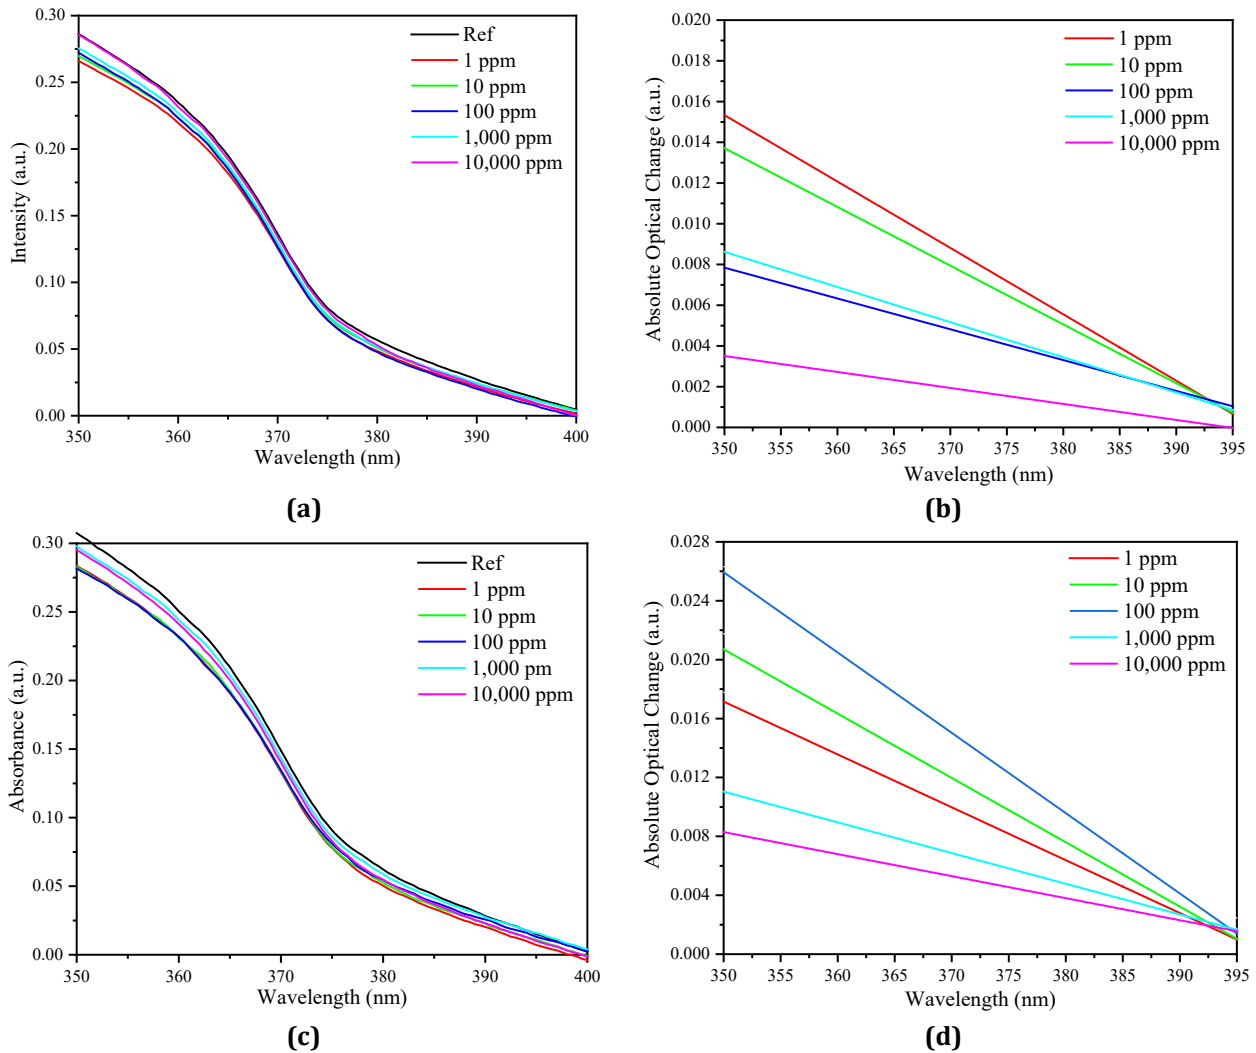 0.30
0.25
0.20
0.15
0.10
0.05
0.00
350
360
370
380
390
400
Intensity (a.u.)
Wavelength (nm)
Ref
1 ppm
10 ppm
100 ppm
1,000 ppm
10,000 ppm
(a)
0.020
0.018
0.016
0.014
0.012
0.010
0.008
0.006
0.004
0.002
0.000
350
355
360
365
370
375
380
385
390
395
Absolute Optical Change (a.u.)
Wavelength (nm)
1 ppm
10 ppm
100 ppm
1,000 ppm
10,000 ppm
(b)
0.30
0.25
0.20
0.15
0.10
0.05
0.00
350
360
370
380
390
400
Absorbance (a.u.)
Wavelength (nm)
Ref
1 ppm
10 ppm
100 ppm
1,000 pm
10,000 ppm
(c)
0.028
0.024
0.020
0.016
0.012
0.008
0.004
0.000
350
355
360
365
370
375
380
385
390
395
Absolute Optical Change (a.u.)
Wavelength (nm)
1 ppm
10 ppm
100 ppm
1,000 ppm
10,000 ppm
(d)